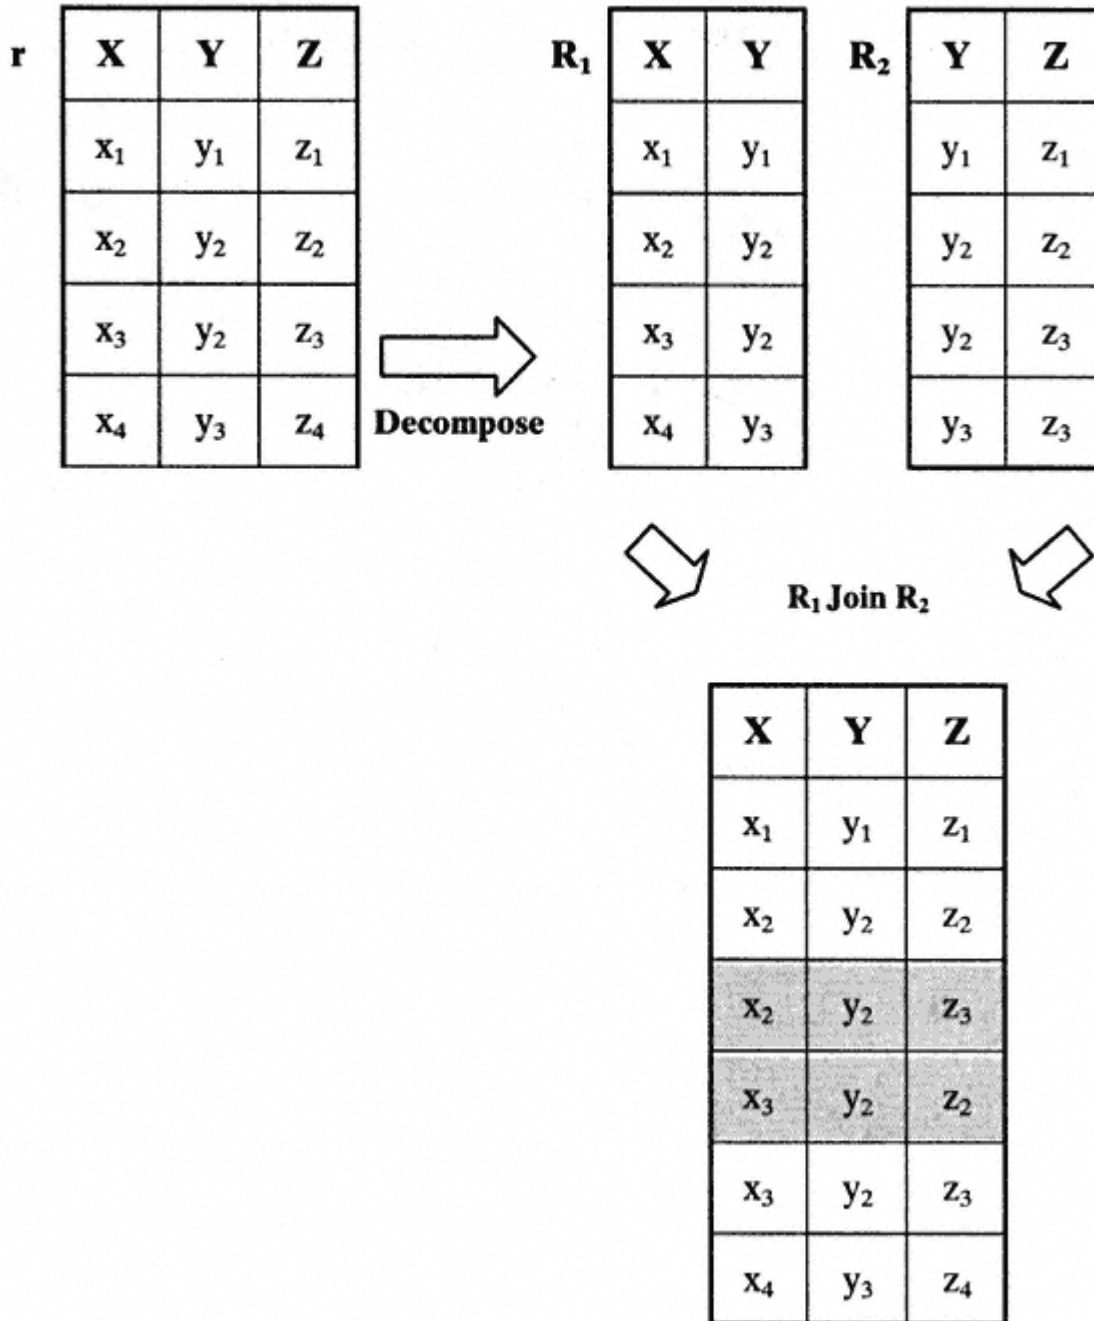 r
X Y Z
x₁ y₁ z₁
x₂ y₂ z₂
x₃ y₂ z₃
x₄ y₃ z₄
Decompose
R₁
X Y
x₁ y₁
x₂ y₂
x₃ y₂
x₄ y₃
R₂
Y Z
y₁ z₁
y₂ z₂
y₂ z₃
y₃ z₃
R₁ Join R₂
X Y Z
x₁ y₁ z₁
x₂ y₂ z₂
x₂ y₂ z₃
x₃ y₂ z₂
x₃ y₂ z₃
x₄ y₃ z₄